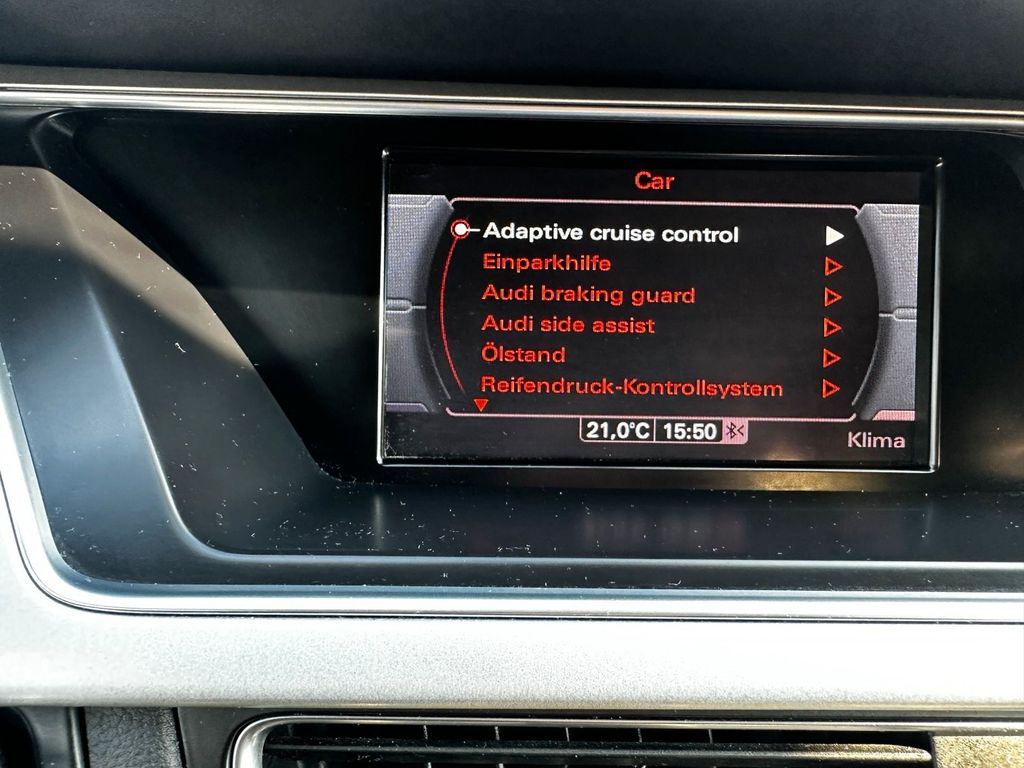 Car
Adaptive cruise control
Einparkhilfe
Audi braking guard
Audi side assist
Ölstand
Reifendruck-Kontrollsystem
21,0°C 15:50
Klima